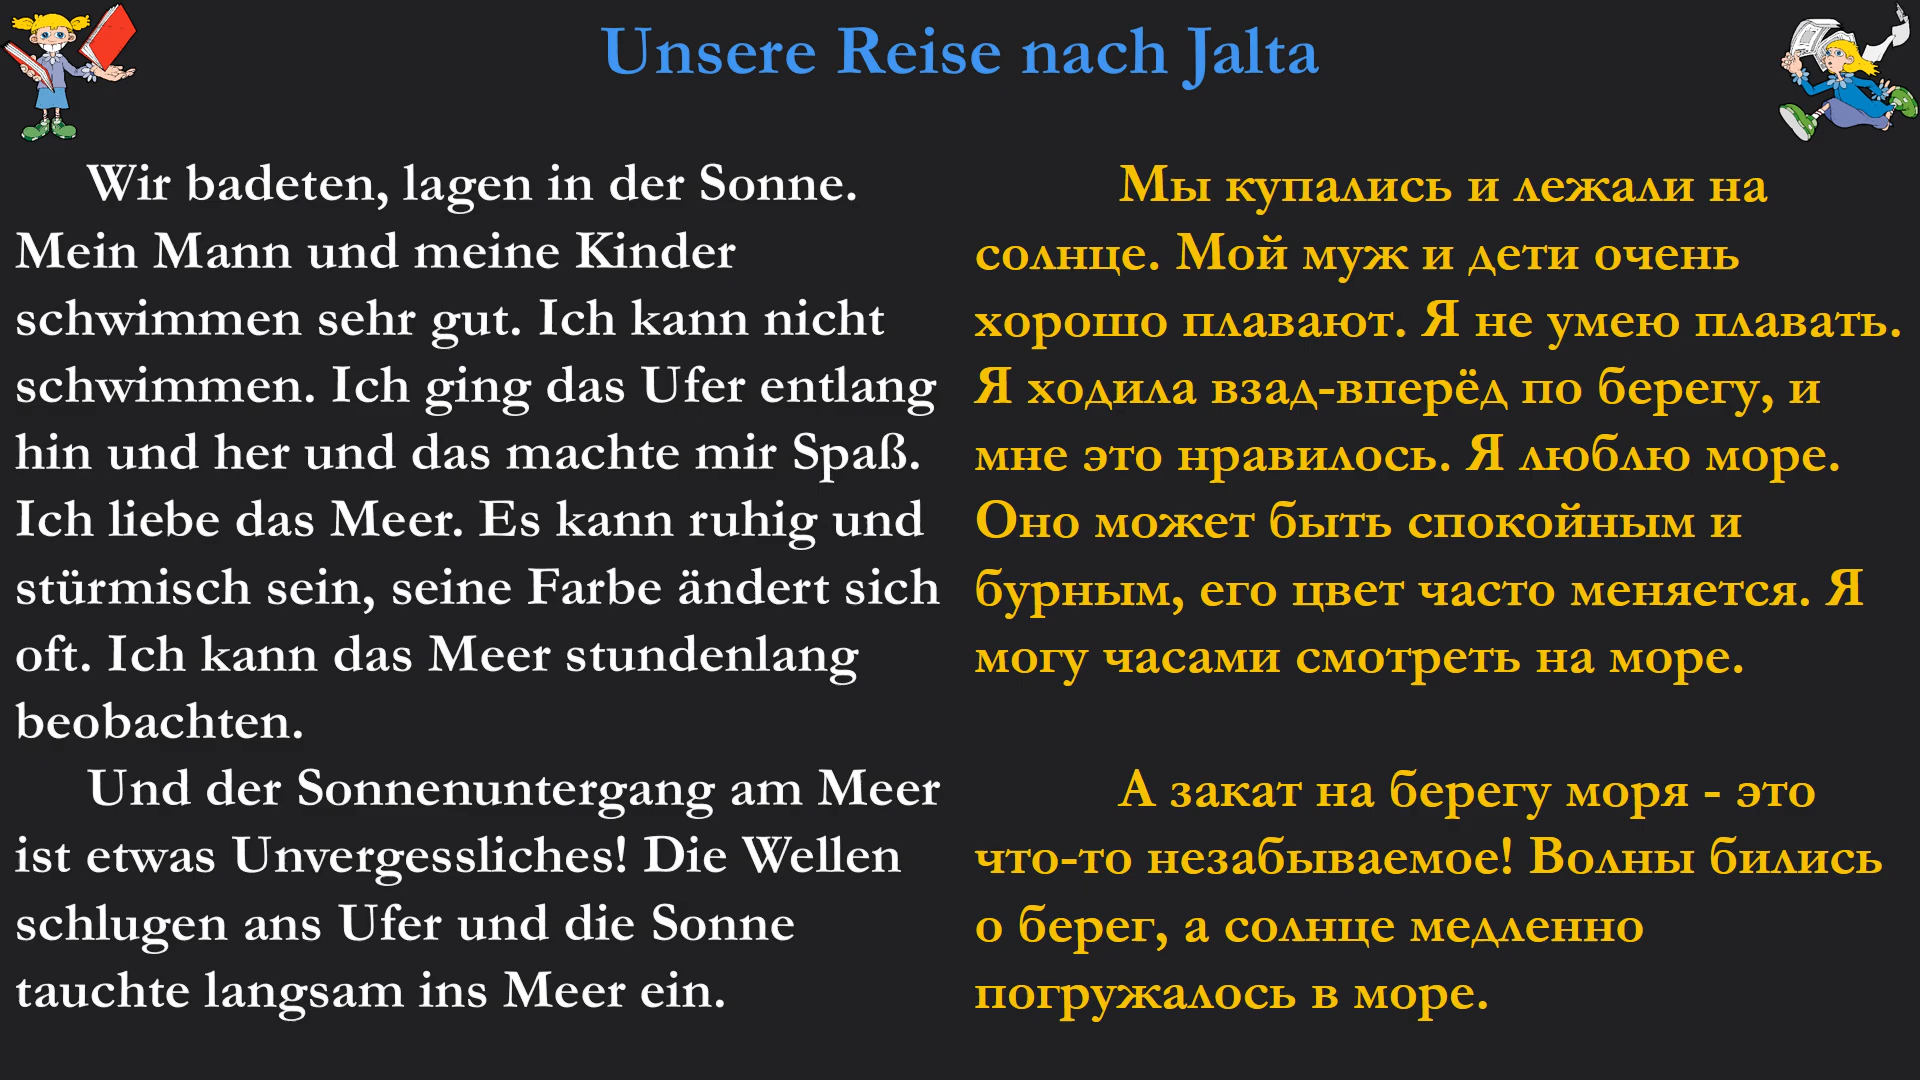 Unsere Reise nach Jalta
Wir badeten, lagen in der Sonne.
Mein Mann und meine Kinder
schwimmen sehr gut. Ich kann nicht
schwimmen. Ich ging das Ufer entlang
hin und her und das machte mir Spaß.
Ich liebe das Meer. Es kann ruhig und
stürmisch sein, seine Farbe ändert sich
oft. Ich kann das Meer stundenlang
beobachten.
Und der Sonnenuntergang am Meer
ist etwas Unvergessliches! Die Wellen
schlugen ans Ufer und die Sonne
tauchte langsam ins Meer ein.
Мы купались и лежали на
солнце. Мой муж и дети очень
хорошо плавают. Я не умею плавать.
Я ходила взад-вперёд по берегу, и
мне это нравилось. Я люблю море.
Оно может быть спокойным и
бурным, его цвет часто меняется. Я
могу часами смотреть на море.
А закат на берегу моря - это
что-то незабываемое! Волны бились
о берег, а солнце медленно
погружалось в море.